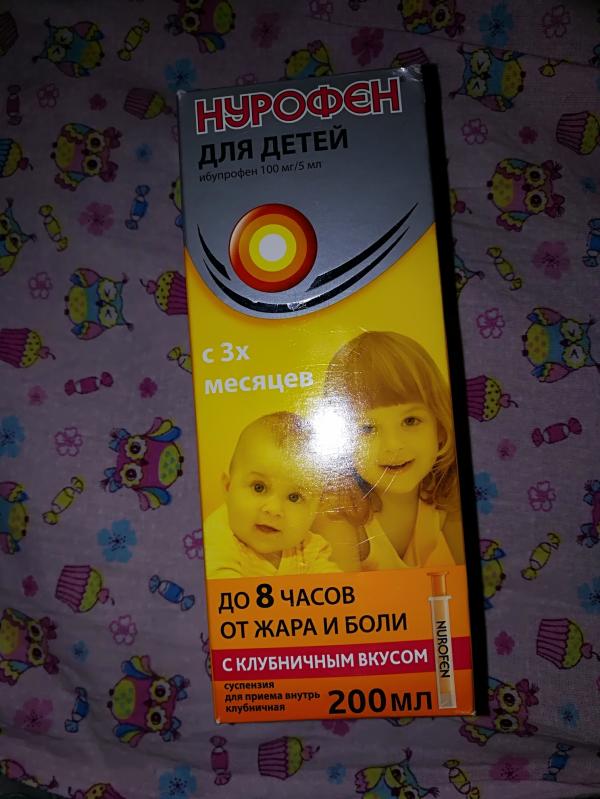 НУРОФЕН
ДЛЯ ДЕТЕЙ
ибупрофен 100 мг/5 мл
с 3х
месяцев
ДО 8 ЧАСОВ
ОТ ЖАРА И БОЛИ
С КЛУБНИЧНЫМ ВКУСОМ
суспензия
для приема внутрь
клубничная
200 мл
NUROFEN